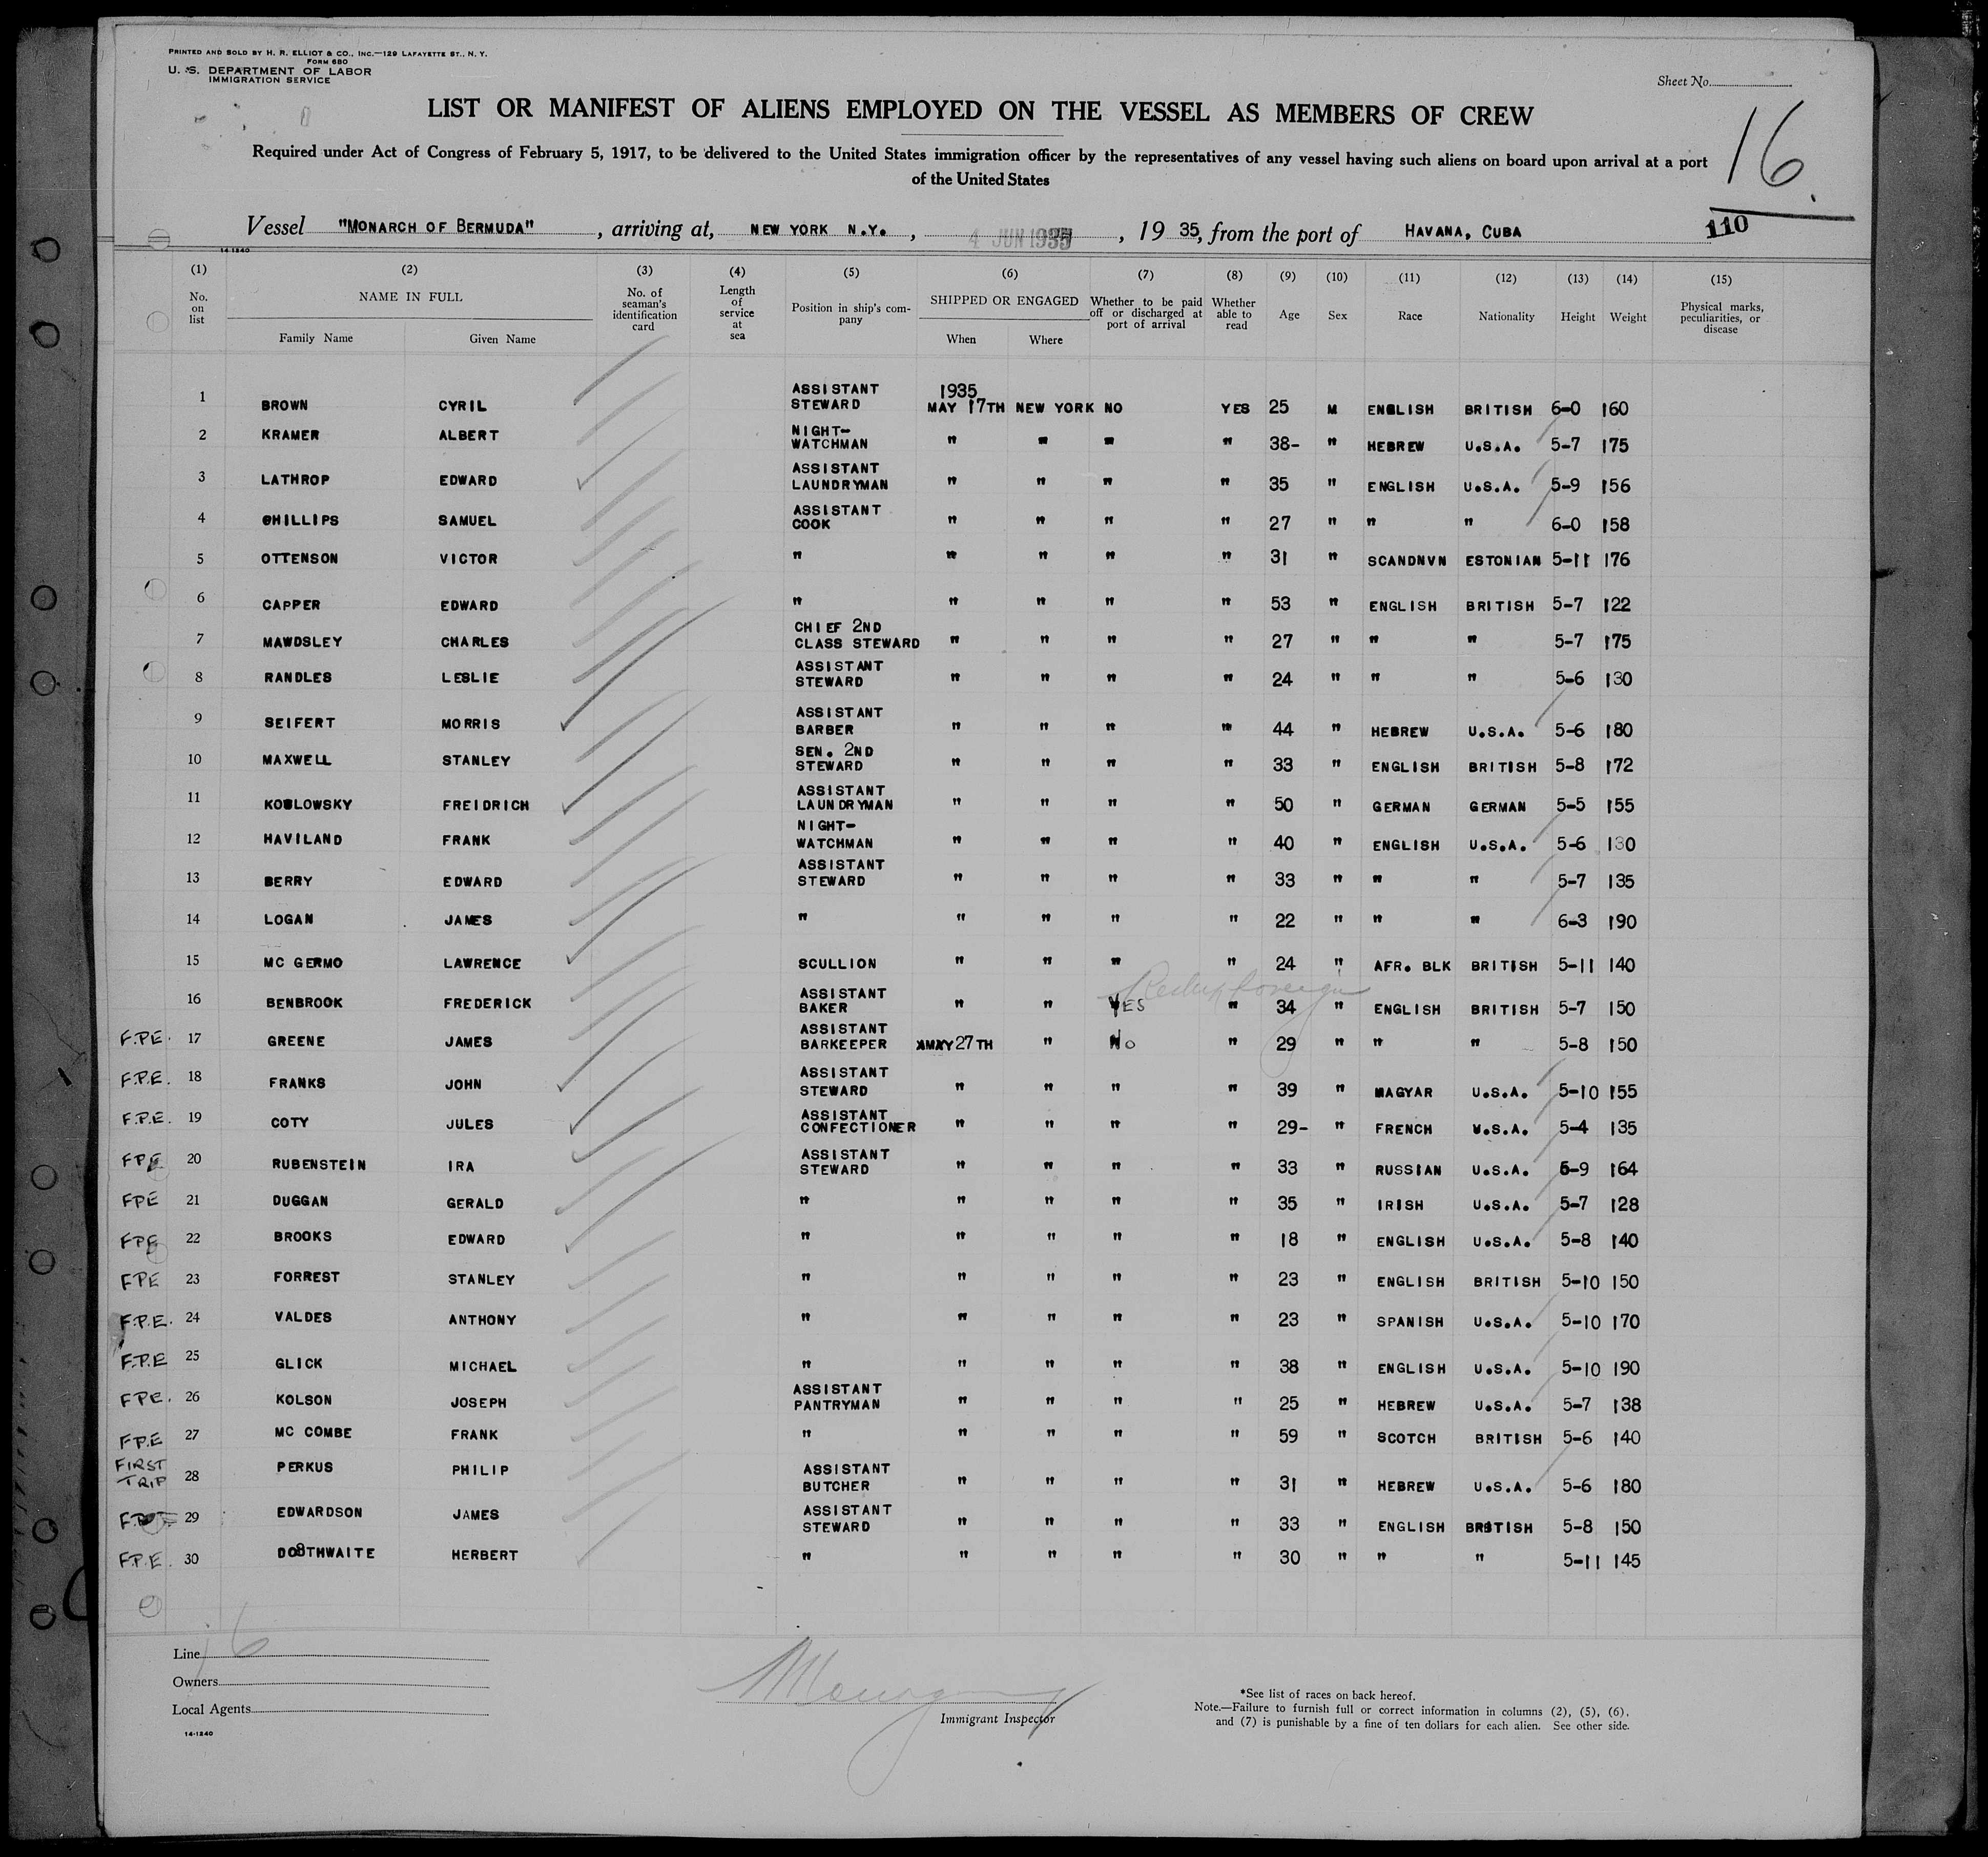 PRINTED AND SOLD BY H. R. ELLIOT & CO., INC.—129 LAFAYETTE ST., N. Y.
FORM 680
U. S. DEPARTMENT OF LABOR
IMMIGRATION SERVICE
Sheet No.
LIST OR MANIFEST OF ALIENS EMPLOYED ON THE VESSEL AS MEMBERS OF CREW
16.
Required under Act of Congress of February 5, 1917, to be delivered to the United States immigration officer by the representatives of any vessel having such aliens on board upon arrival at a port
of the United States
Vessel "MONARCH OF BERMUDA" , arriving at, NEW YORK N.Y. , 4 JUN 1935 , 19 35, from the port of HAVANA, CUBA 110
14-1240
(1) (2) (3) (4) (5) (6) (7) (8) (9) (10) (11) (12) (13) (14) (15)
No. on list NAME IN FULL Family Name Given Name No. of seaman's identification card Length of service at sea Position in ship's company SHIPPED OR ENGAGED When Where Whether to be paid off or discharged at port of arrival Whether able to read Age Sex Race Nationality Height Weight Physical marks, peculiarities, or disease
1 BROWN CYRIL ASSISTANT STEWARD 1935 MAY 17TH NEW YORK NO YES 25 M ENGLISH BRITISH 6-0 160
2 KRAMER ALBERT NIGHT-WATCHMAN " " " " 38- " HEBREW U.S.A. 5-7 175
3 LATHROP EDWARD ASSISTANT LAUNDRYMAN " " " " 35 " ENGLISH U.S.A. 5-9 156
4 PHILLIPS SAMUEL ASSISTANT COOK " " " " 27 " " " 6-0 158
5 OTTENSON VICTOR " " " " " 31 " SCANDNVN ESTONIAN 5-11 176
6 CAPPER EDWARD " " " " " 53 " ENGLISH BRITISH 5-7 122
7 MAWDSLEY CHARLES CHIEF 2ND CLASS STEWARD " " " " 27 " " " 5-7 175
8 RANDLES LESLIE ASSISTANT STEWARD " " " " 24 " " " 5-6 130
9 SEIFERT MORRIS ASSISTANT BARBER " " " " 44 " HEBREW U.S.A. 5-6 180
10 MAXWELL STANLEY SEN. 2ND STEWARD " " " " 33 " ENGLISH BRITISH 5-8 172
11 KOSLOWSKY FREIDRICH ASSISTANT LAUNDRYMAN " " " " 50 " GERMAN GERMAN 5-5 155
12 HAVILAND FRANK NIGHT-WATCHMAN " " " " 40 " ENGLISH U.S.A. 5-6 130
13 BERRY EDWARD ASSISTANT STEWARD " " " " 33 " " " 5-7 135
14 LOGAN JAMES " " " " " 22 " " " 6-3 190
15 MC GERMO LAWRENCE SCULLION " " " " 24 " AFR. BLK BRITISH 5-11 140
16 BENBROOK FREDERICK ASSISTANT BAKER " " YES " 34 " ENGLISH BRITISH 5-7 150
F.P.E. 17 GREENE JAMES ASSISTANT BARKEEPER MAY 27TH " No " 29 " " " 5-8 150
F.P.E. 18 FRANKS JOHN ASSISTANT STEWARD " " " " 39 " MAGYAR U.S.A. 5-10 155
F.P.E. 19 COTY JULES ASSISTANT CONFECTIONER " " " " 29- " FRENCH U.S.A. 5-4 135
FPE 20 RUBENSTEIN IRA ASSISTANT STEWARD " " " " 33 " RUSSIAN U.S.A. 5-9 164
FPE 21 DUGGAN GERALD " " " " " 35 " IRISH U.S.A. 5-7 128
FPE 22 BROOKS EDWARD " " " " " 18 " ENGLISH U.S.A. 5-8 140
FPE 23 FORREST STANLEY " " " " " 23 " ENGLISH BRITISH 5-10 150
F.P.E. 24 VALDES ANTHONY " " " " " 23 " SPANISH U.S.A. 5-10 170
F.P.E 25 GLICK MICHAEL " " " " " 38 " ENGLISH U.S.A. 5-10 190
FPE. 26 KOLSON JOSEPH ASSISTANT PANTRYMAN " " " " 25 " HEBREW U.S.A. 5-7 138
FPE 27 MC COMBE FRANK " " " " " 59 " SCOTCH BRITISH 5-6 140
FIRST TRIP 28 PERKUS PHILIP ASSISTANT BUTCHER " " " " 31 " HEBREW U.S.A. 5-6 180
29 EDWARDSON JAMES ASSISTANT STEWARD " " " " 33 " ENGLISH BRITISH 5-8 150
F.P.E. 30 HERBERT " " " " " 30 " " " 5-11 145
Line 16
Owners
Local Agents
14-1240
Immigrant Inspector
*See list of races on back hereof.
Note.—Failure to furnish full or correct information in columns (2), (5), (6),
and (7) is punishable by a fine of ten dollars for each alien. See other side.